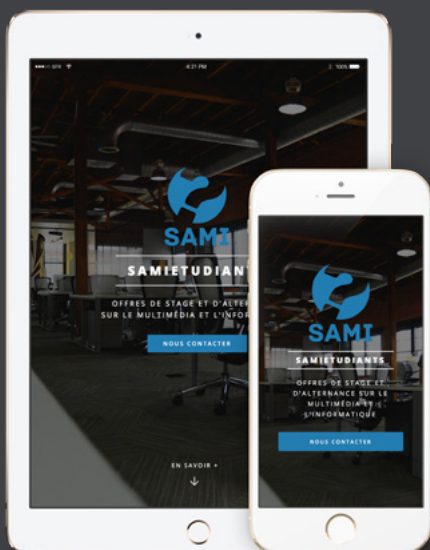 4:21 PM
100%
SAMI
SAMIETUDIAN
OFFRES DE STAGE ET D'ALTER
SUR LE MULTIMÉDIA ET L'INFOR
NOUS CONTACTER
EN SAVOIR +
SAMI
SAMIETUDIANTS
OFFRES DE STAGE ET
D'ALTERNANCE SUR LE
MULTIMÉDIA ET
L'INFORMATIQUE
NOUS CONTACTER